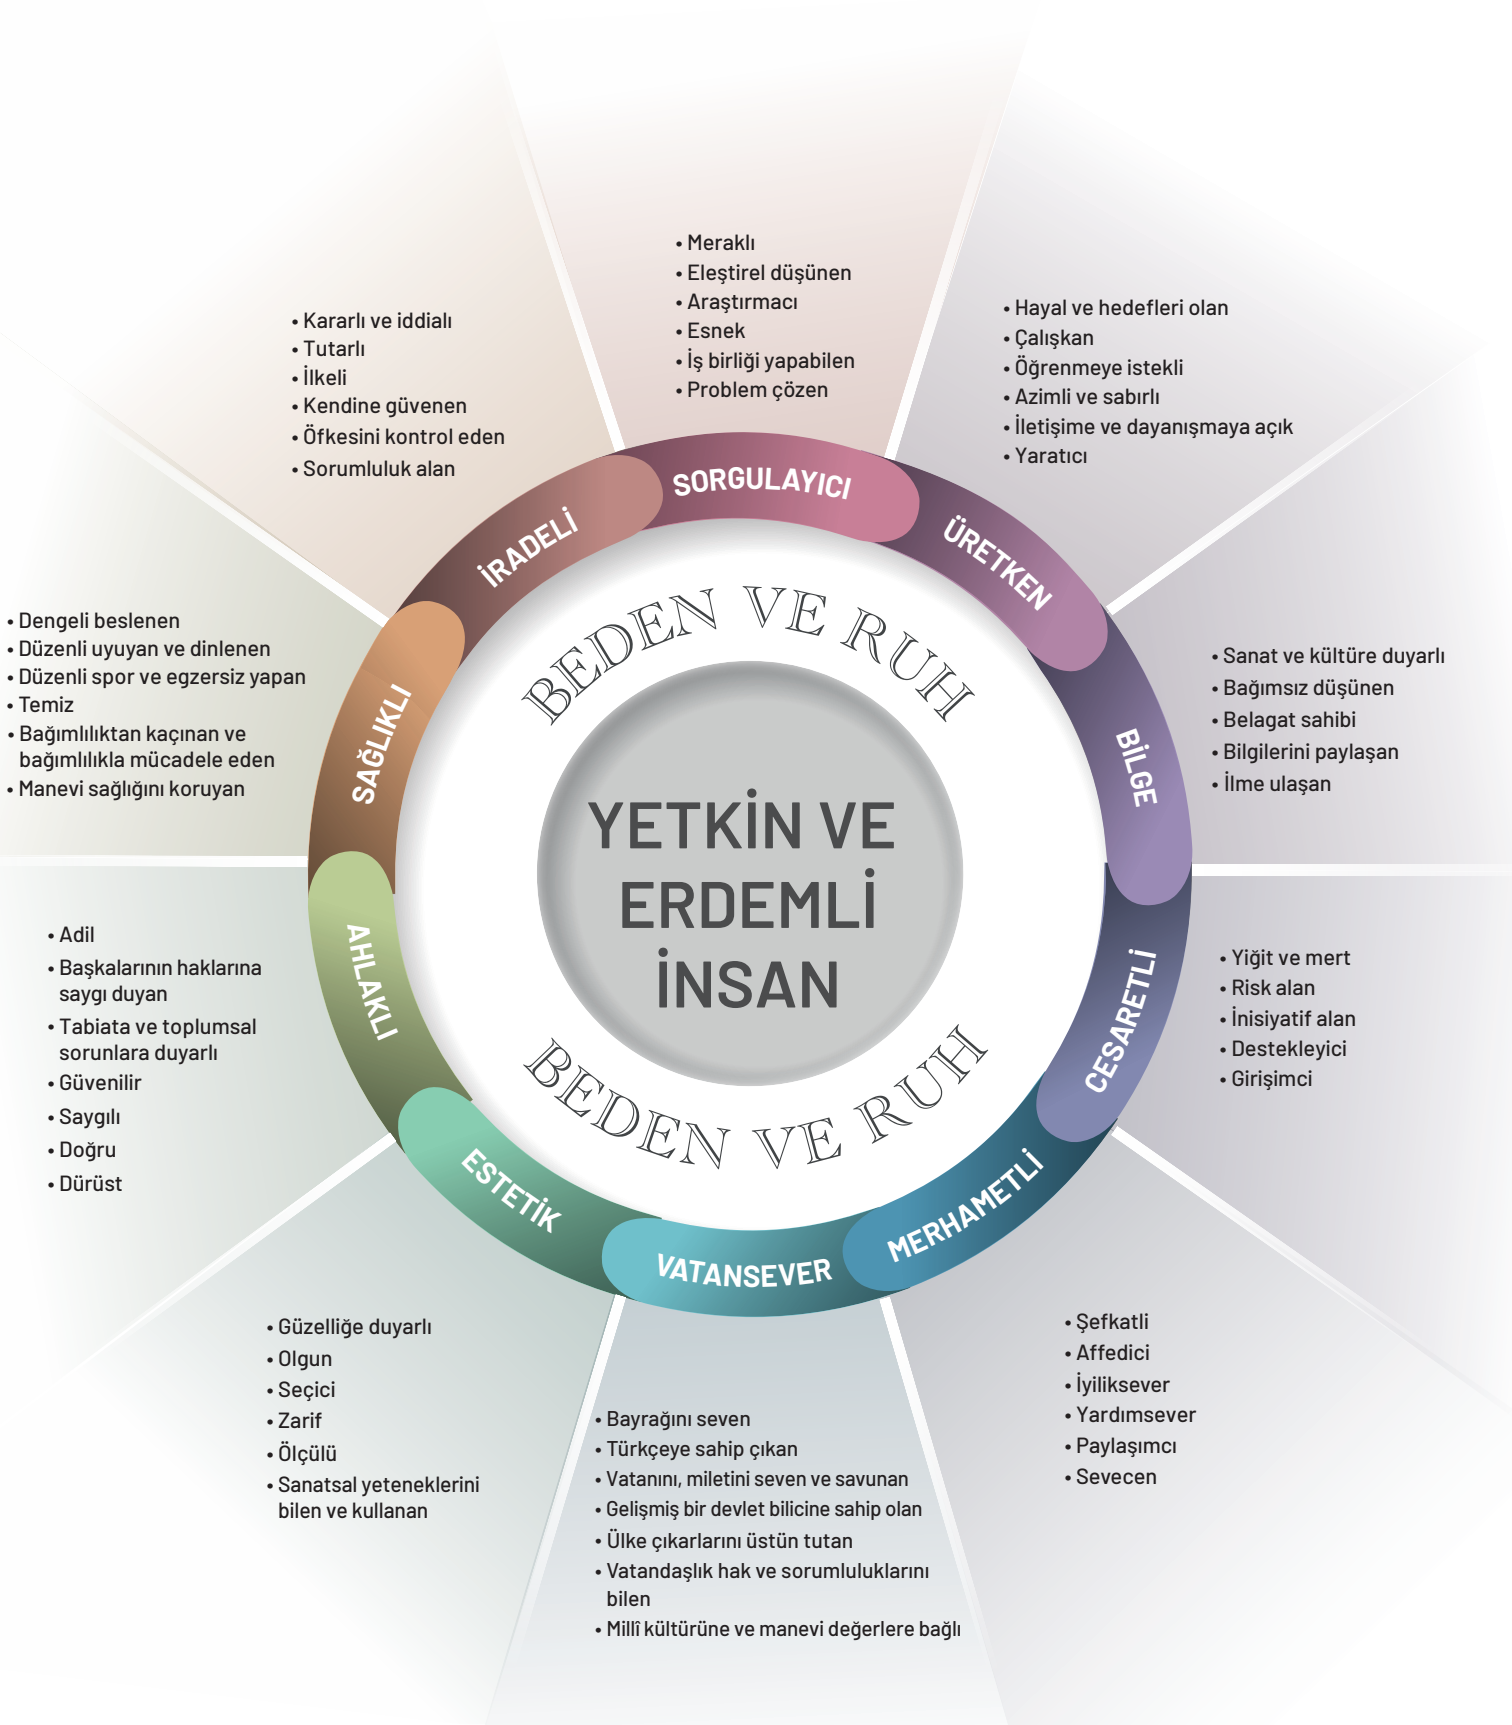 • Meraklı
• Eleştirel düşünen
• Araştırmacı
• Esnek
• İş birliği yapabilen
• Problem çözen
SORGULAYICI
• Hayal ve hedefleri olan
• Çalışkan
• Öğrenmeye istekli
• Azimli ve sabırlı
• İletişime ve dayanışmaya açık
• Yaratıcı
ÜRETKEN
• Sanat ve kültüre duyarlı
• Bağımsız düşünen
• Belagat sahibi
• Bilgilerini paylaşan
• İlme ulaşan
BİLGE
• Yiğit ve mert
• Risk alan
• İnisiyatif alan
• Destekleyici
• Girişimci
CESARETLİ
• Şefkatli
• Affedici
• İyiliksever
• Yardımsever
• Paylaşımcı
• Sevecen
MERHAMETLİ
• Bayrağını seven
• Türkçeye sahip çıkan
• Vatanını, miletini seven ve savunan
• Gelişmiş bir devlet bilicine sahip olan
• Ülke çıkarlarını üstün tutan
• Vatandaşlık hak ve sorumluluklarını
bilen
• Millî kültürüne ve manevi değerlere bağlı
VATANSEVER
• Güzelliğe duyarlı
• Olgun
• Seçici
• Zarif
• Ölçülü
• Sanatsal yeteneklerini
bilen ve kullanan
ESTETİK
• Adil
• Başkalarının haklarına
saygı duyan
• Tabiata ve toplumsal
sorunlara duyarlı
• Güvenilir
• Saygılı
• Doğru
• Dürüst
AHLAKLI
• Dengeli beslenen
• Düzenli uyuyan ve dinlenen
• Düzenli spor ve egzersiz yapan
• Temiz
• Bağımlılıktan kaçınan ve
bağımlılıkla mücadele eden
• Manevi sağlığını koruyan
SAĞLIKLI
• Kararlı ve iddialı
• Tutarlı
• İlkeli
• Kendine güvenen
• Öfkesini kontrol eden
• Sorumluluk alan
İRADELİ
BEDEN VE RUH
YETKİN VE
ERDEMLİ
İNSAN
BEDEN VE RUH